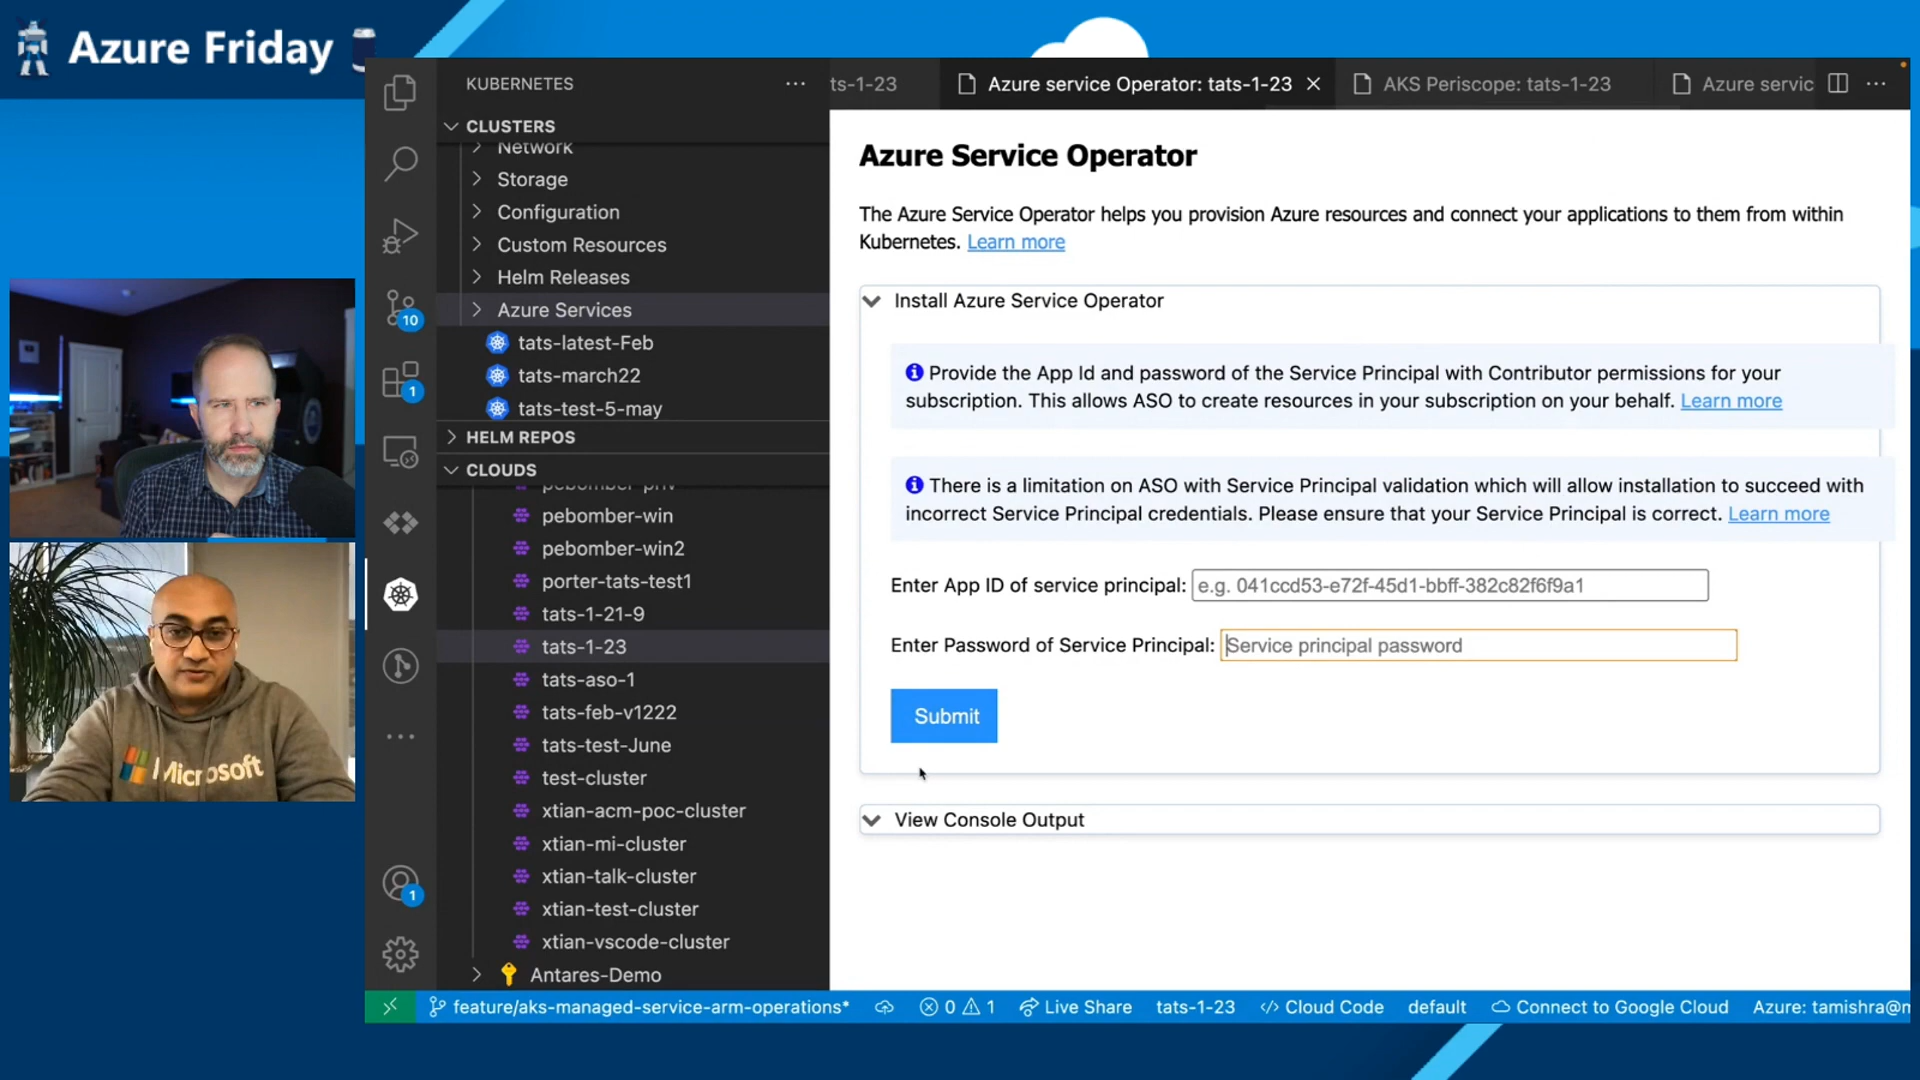 Azure Friday
KUBERNETES
ts-1-23
Azure service Operator: tats-1-23
AKS Periscope: tats-1-23
Azure servic
CLUSTERS
Network
Storage
Configuration
Custom Resources
Helm Releases
Azure Services
tats-latest-Feb
tats-march22
tats-test-5-may
HELM REPOS
CLOUDS
pebomber-priv
pebomber-win
pebomber-win2
porter-tats-test1
tats-1-21-9
tats-1-23
tats-aso-1
tats-feb-v1222
tats-test-June
test-cluster
xtian-acm-poc-cluster
xtian-mi-cluster
xtian-talk-cluster
xtian-test-cluster
xtian-vscode-cluster
Antares-Demo
10
1
1
Azure Service Operator
The Azure Service Operator helps you provision Azure resources and connect your applications to them from within
Kubernetes. Learn more
Install Azure Service Operator
Provide the App Id and password of the Service Principal with Contributor permissions for your
subscription. This allows ASO to create resources in your subscription on your behalf. Learn more
There is a limitation on ASO with Service Principal validation which will allow installation to succeed with
incorrect Service Principal credentials. Please ensure that your Service Principal is correct. Learn more
Enter App ID of service principal: e.g. 041ccd53-e72f-45d1-bbff-382c82f6f9a1
Enter Password of Service Principal: Service principal password
Submit
View Console Output
Microsoft
feature/aks-managed-service-arm-operations* 0 1 Live Share tats-1-23 Cloud Code default Connect to Google Cloud Azure: tamishra@